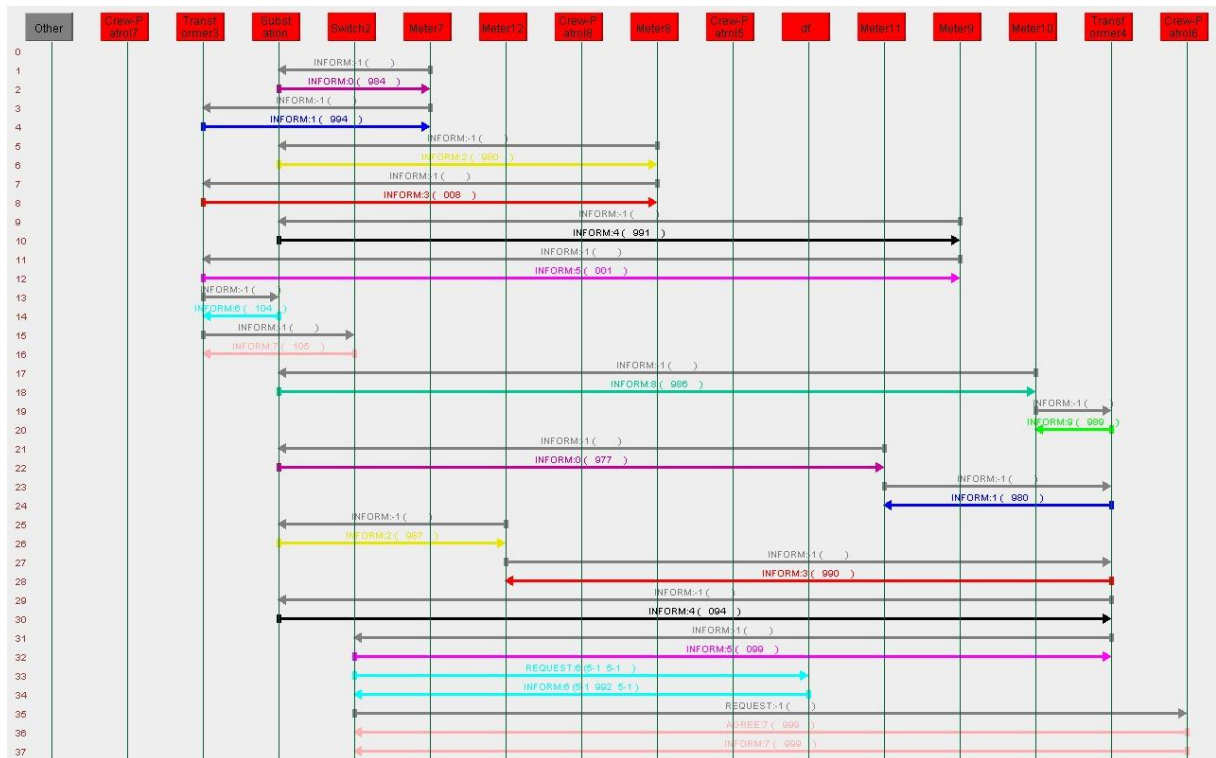 Other
Crew-P
atrol7
Transf
ormer3
Subst
ation
Switch2
Meter7
Meter12
Crew-P
atrol8
Meter8
Crew-P
atrol5
df
Meter11
Meter9
Meter10
Transf
ormer4
Crew-P
atrol6
0
1 INFORM:-1 ( )
2 INFORM:0 ( 984 )
3 INFORM:-1 ( )
4 INFORM:1 ( 994 )
5 INFORM:-1 ( )
6 INFORM:2 ( 980 )
7 INFORM:-1 ( )
8 INFORM:3 ( 008 )
9 INFORM:-1 ( )
10 INFORM:4 ( 991 )
11 INFORM:-1 ( )
12 INFORM:5 ( 001 )
13 INFORM:-1 ( )
14 INFORM:6 ( 104 )
15 INFORM:-1 ( )
16 INFORM:7 ( 105 )
17 INFORM:-1 ( )
18 INFORM:8 ( 986 )
19 INFORM:-1 ( )
20 INFORM:9 ( 989 )
21 INFORM:-1 ( )
22 INFORM:0 ( 977 )
23 INFORM:-1 ( )
24 INFORM:1 ( 980 )
25 INFORM:-1 ( )
26 INFORM:2 ( 987 )
27 INFORM:-1 ( )
28 INFORM:3 ( 990 )
29 INFORM:-1 ( )
30 INFORM:4 ( 094 )
31 INFORM:-1 ( )
32 INFORM:5 ( 099 )
33 REQUEST:6 (5-1 5-1 )
34 INFORM:6 (5-1 992 5-1 )
35 REQUEST:-1 ( )
36 AGREE:7 ( 999 )
37 INFORM:7 ( 999 )